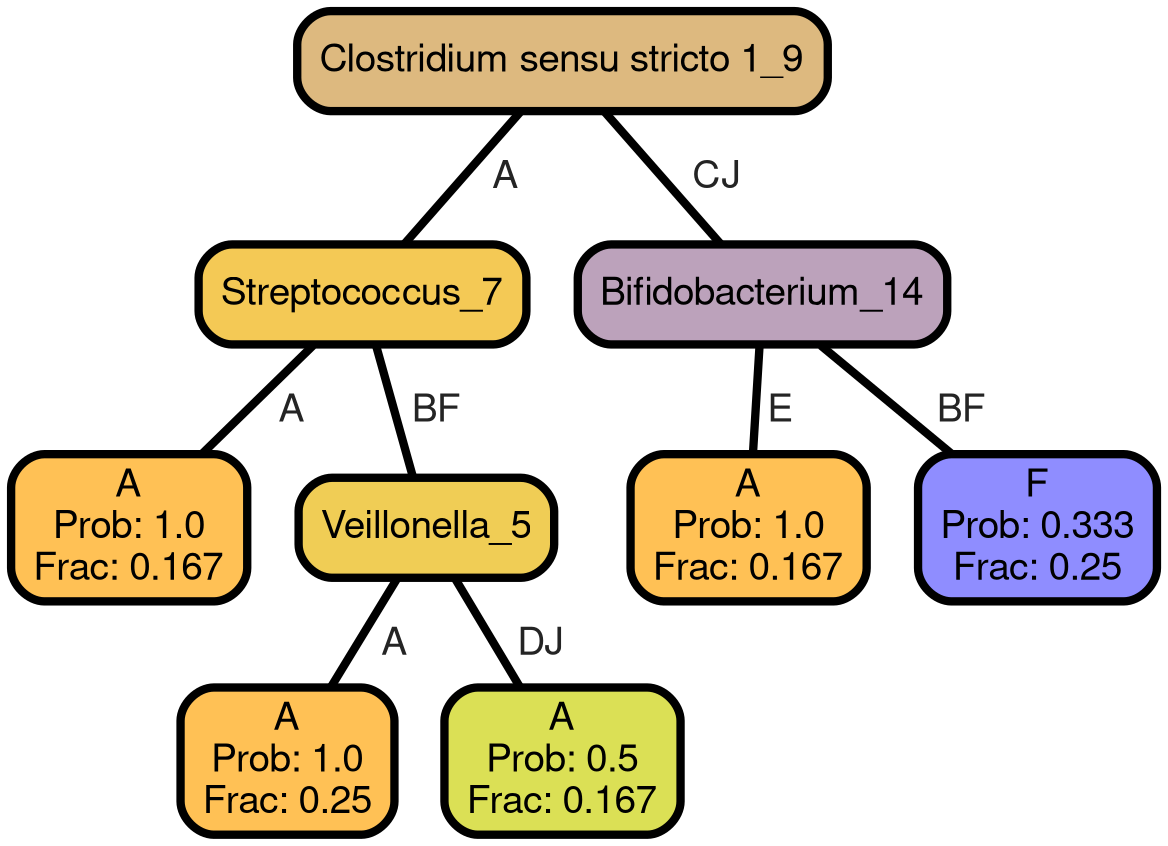 Clostridium sensu stricto 1_9
A
CJ
Streptococcus_7
Bifidobacterium_14
A
BF
E
BF
A
Prob: 1.0
Frac: 0.167
Veillonella_5
A
Prob: 1.0
Frac: 0.167
F
Prob: 0.333
Frac: 0.25
A
DJ
A
Prob: 1.0
Frac: 0.25
A
Prob: 0.5
Frac: 0.167